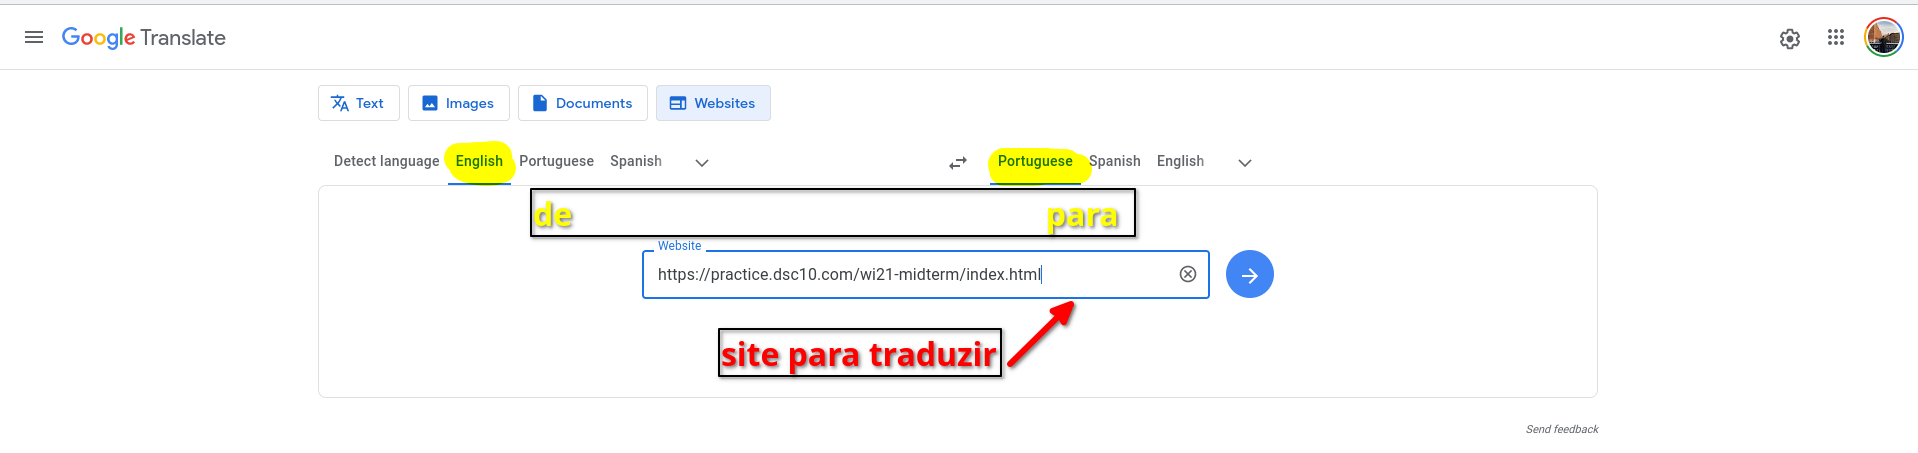 Google Translate
Text Images Documents Websites
Detect language English Portuguese Spanish Portuguese Spanish English
de para
Website
https://practice.dsc10.com/wi21-midterm/index.html
site para traduzir
Send feedback